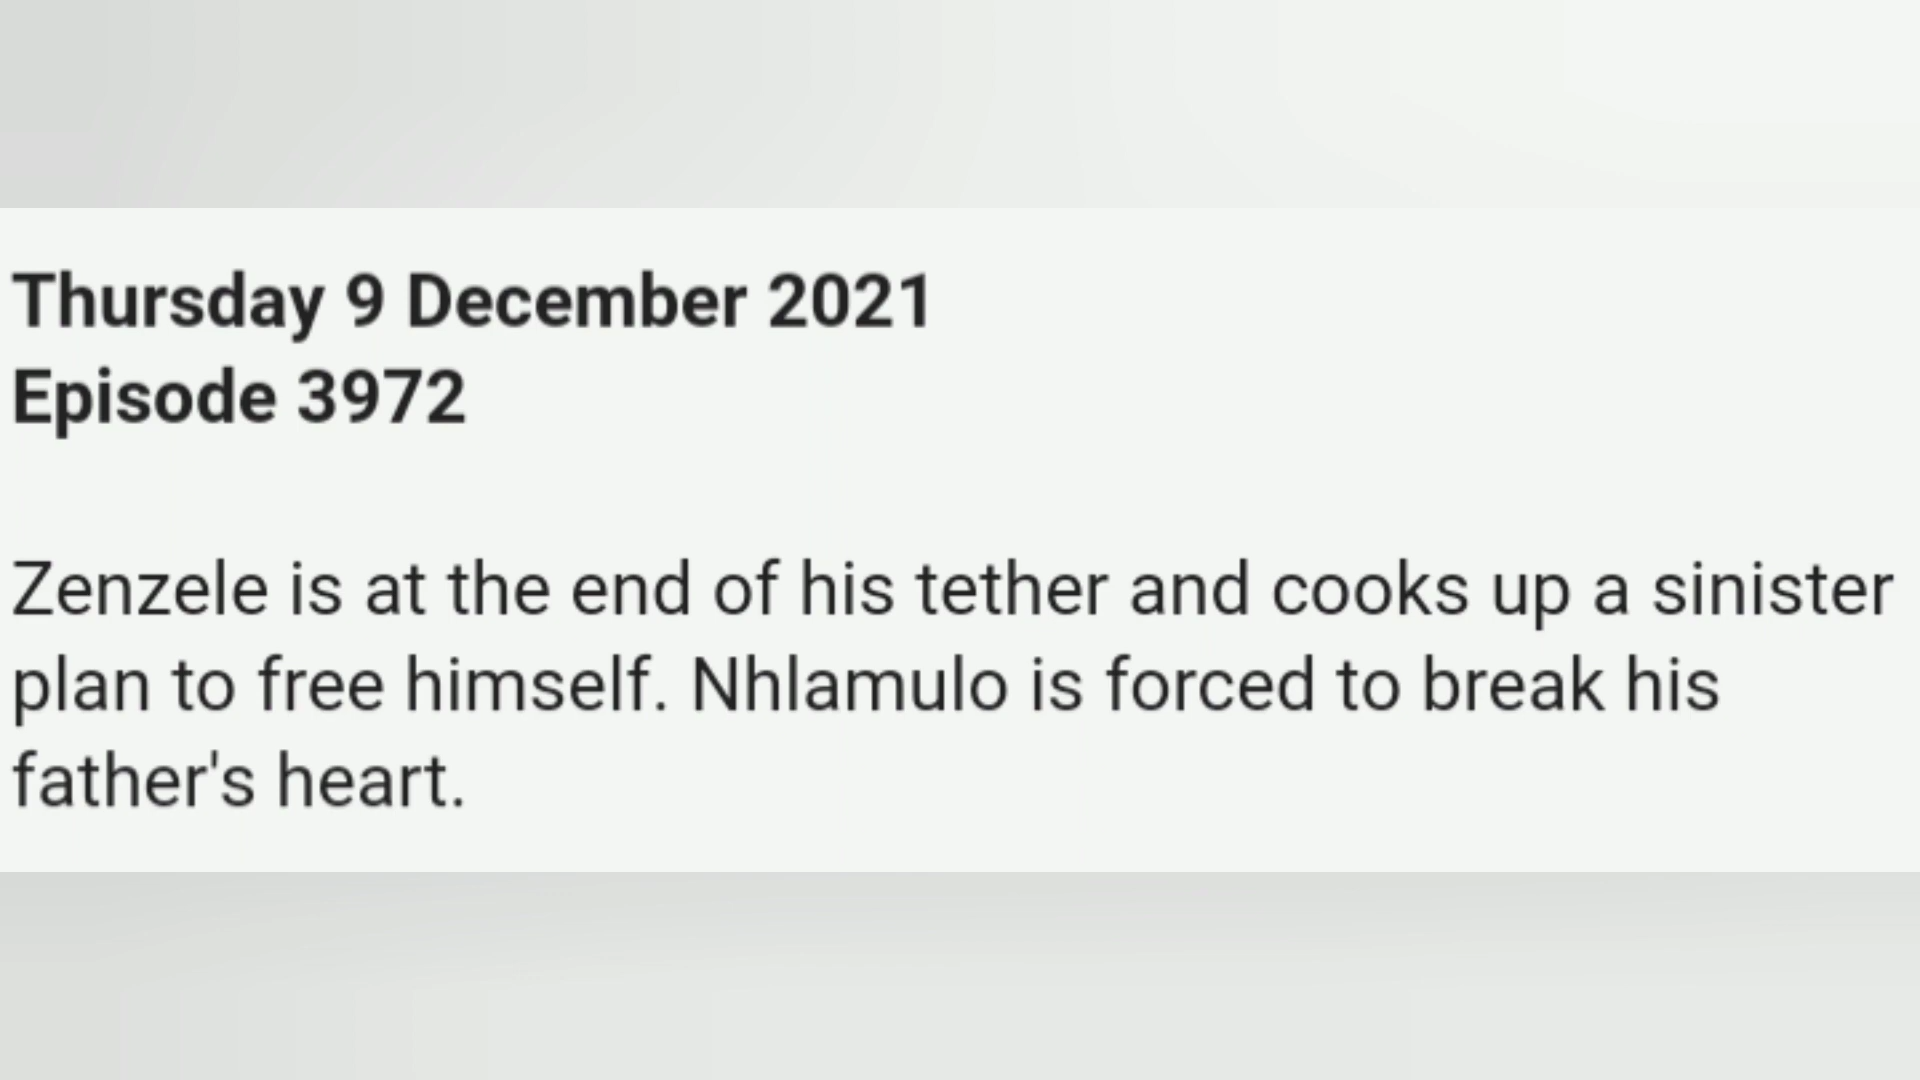 Thursday 9 December 2021
Episode 3972
Zenzele is at the end of his tether and cooks up a sinister
plan to free himself. Nhlamulo is forced to break his
father's heart.